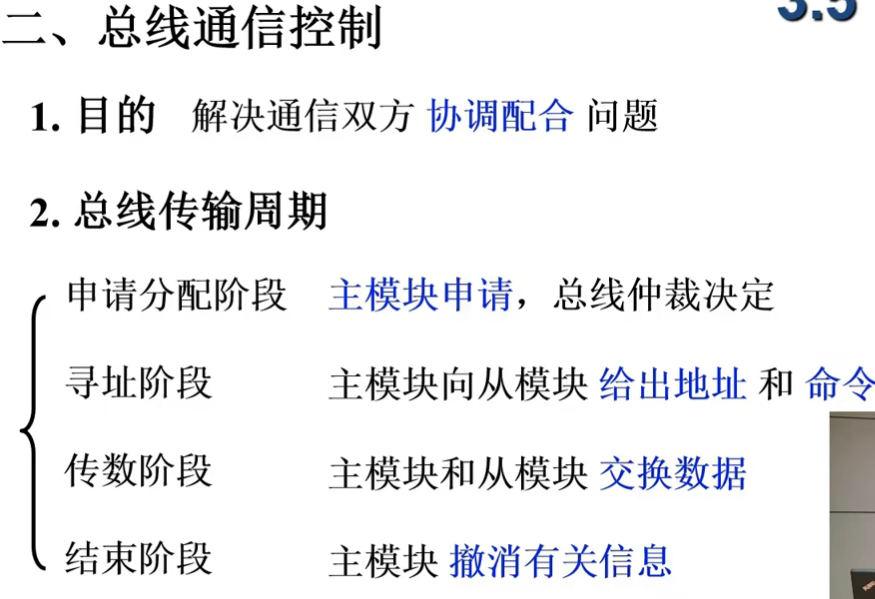 二、总线通信控制
3.5
1. 目的 解决通信双方 协调配合 问题
2. 总线传输周期
申请分配阶段 主模块申请，总线仲裁决定
寻址阶段 主模块向从模块 给出地址 和 命令
传数阶段 主模块和从模块 交换数据
结束阶段 主模块 撤消有关信息